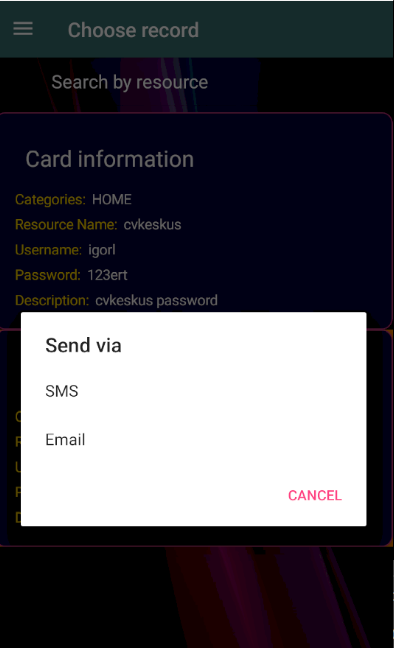 Choose record
Search by resource
Card information
Categories: HOME
Resource Name: cvkeskus
Username: igorl
Password: 123ert
Description: cvkeskus password
Send via
SMS
Email
CANCEL